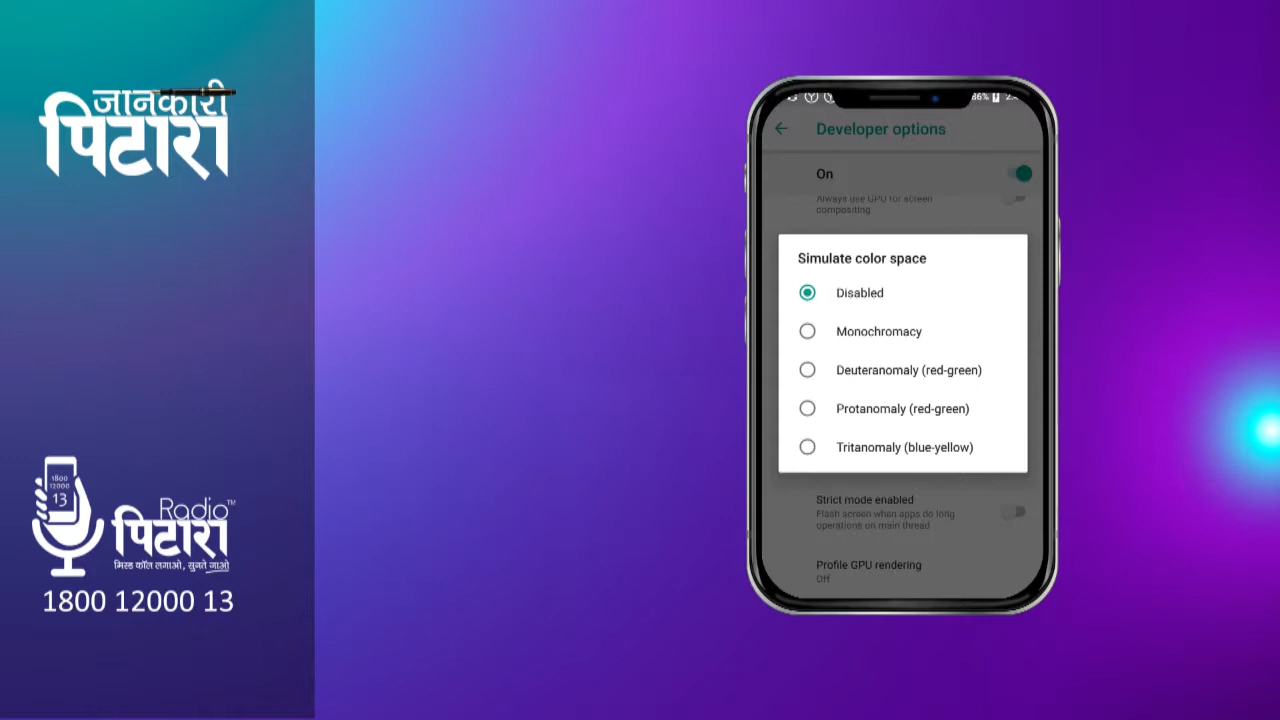 जानकारी
पिटारा
1800
12000
13
Radio™
पिटारा
मिस्ड कॉल लगाओ, सुनते जाओ
1800 12000 13
86%
Developer options
On
Always use GPU for screen
compositing
Simulate color space
Disabled
Monochromacy
Deuteranomaly (red-green)
Protanomaly (red-green)
Tritanomaly (blue-yellow)
Strict mode enabled
Flash screen when apps do long
operations on main thread
Profile GPU rendering
Off